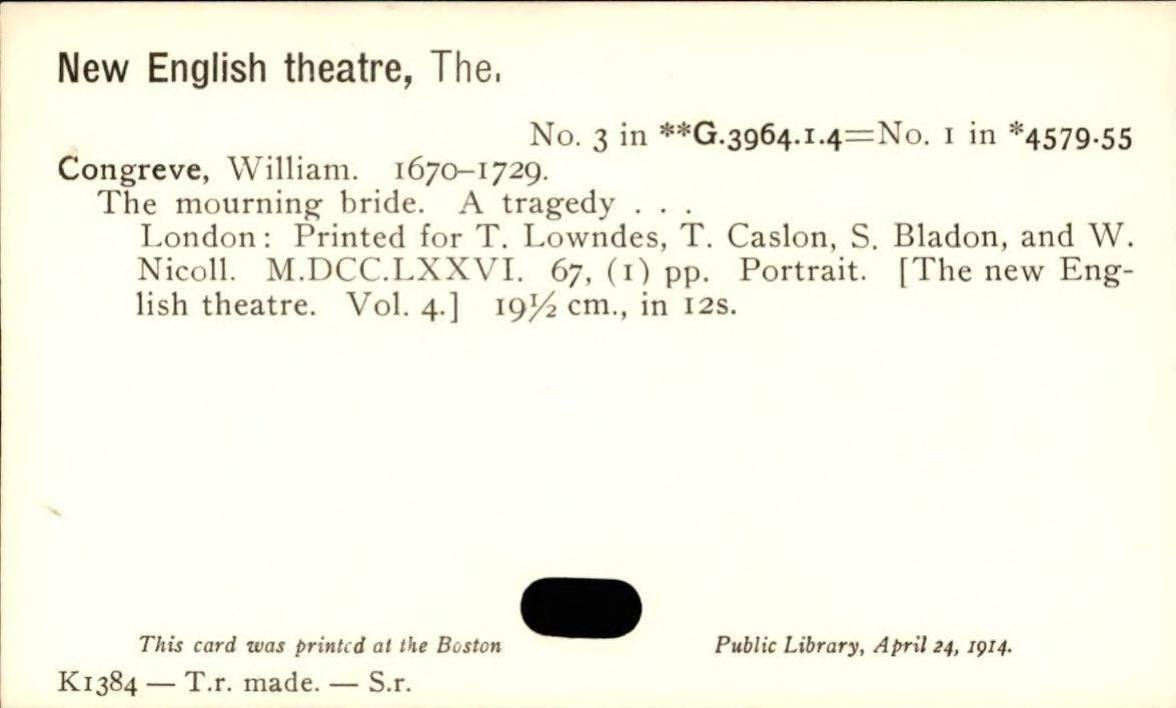 New English theatre, The.
No. 3 in **G.3964.1.4=No. 1 in *4579.55
Congreve, William. 1670–1729.
The mourning bride. A tragedy . . .
London: Printed for T. Lowndes, T. Caslon, S. Bladon, and W.
Nicoll. M.DCC.LXXVI. 67, (1) pp. Portrait. [The new Eng-
lish theatre. Vol. 4.] 19½ cm., in 12s.
This card was printed at the Boston Public Library, April 24, 1914.
K1384 — T.r. made. — S.r.